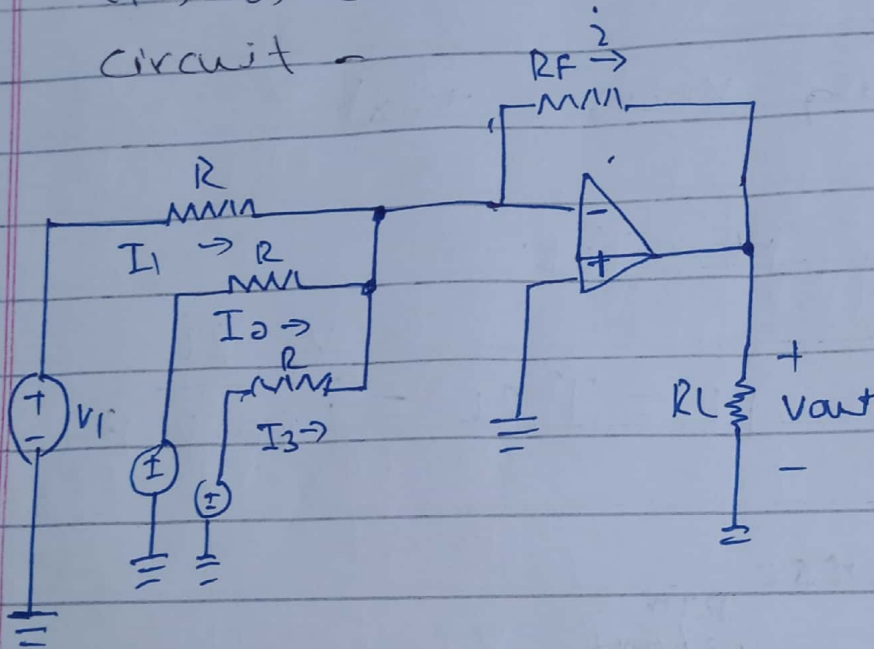 circuit -
i
RF →
R
I1 → R
I2 →
R
I3 →
-
+
+
-
V1
±
±
RL
+
Vout
-